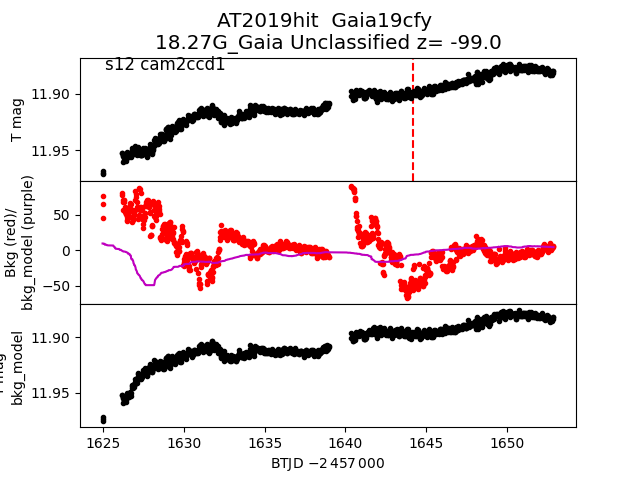 AT2019hit Gaia19cfy
18.27G_Gaia Unclassified z= -99.0
s12 cam2ccd1
T mag
11.90
11.95
Bkg (red)/
bkg_model (purple)
50
0
−50
mag
bkg_model
11.90
11.95
1625 1630 1635 1640 1645 1650
BTJD −2 457 000